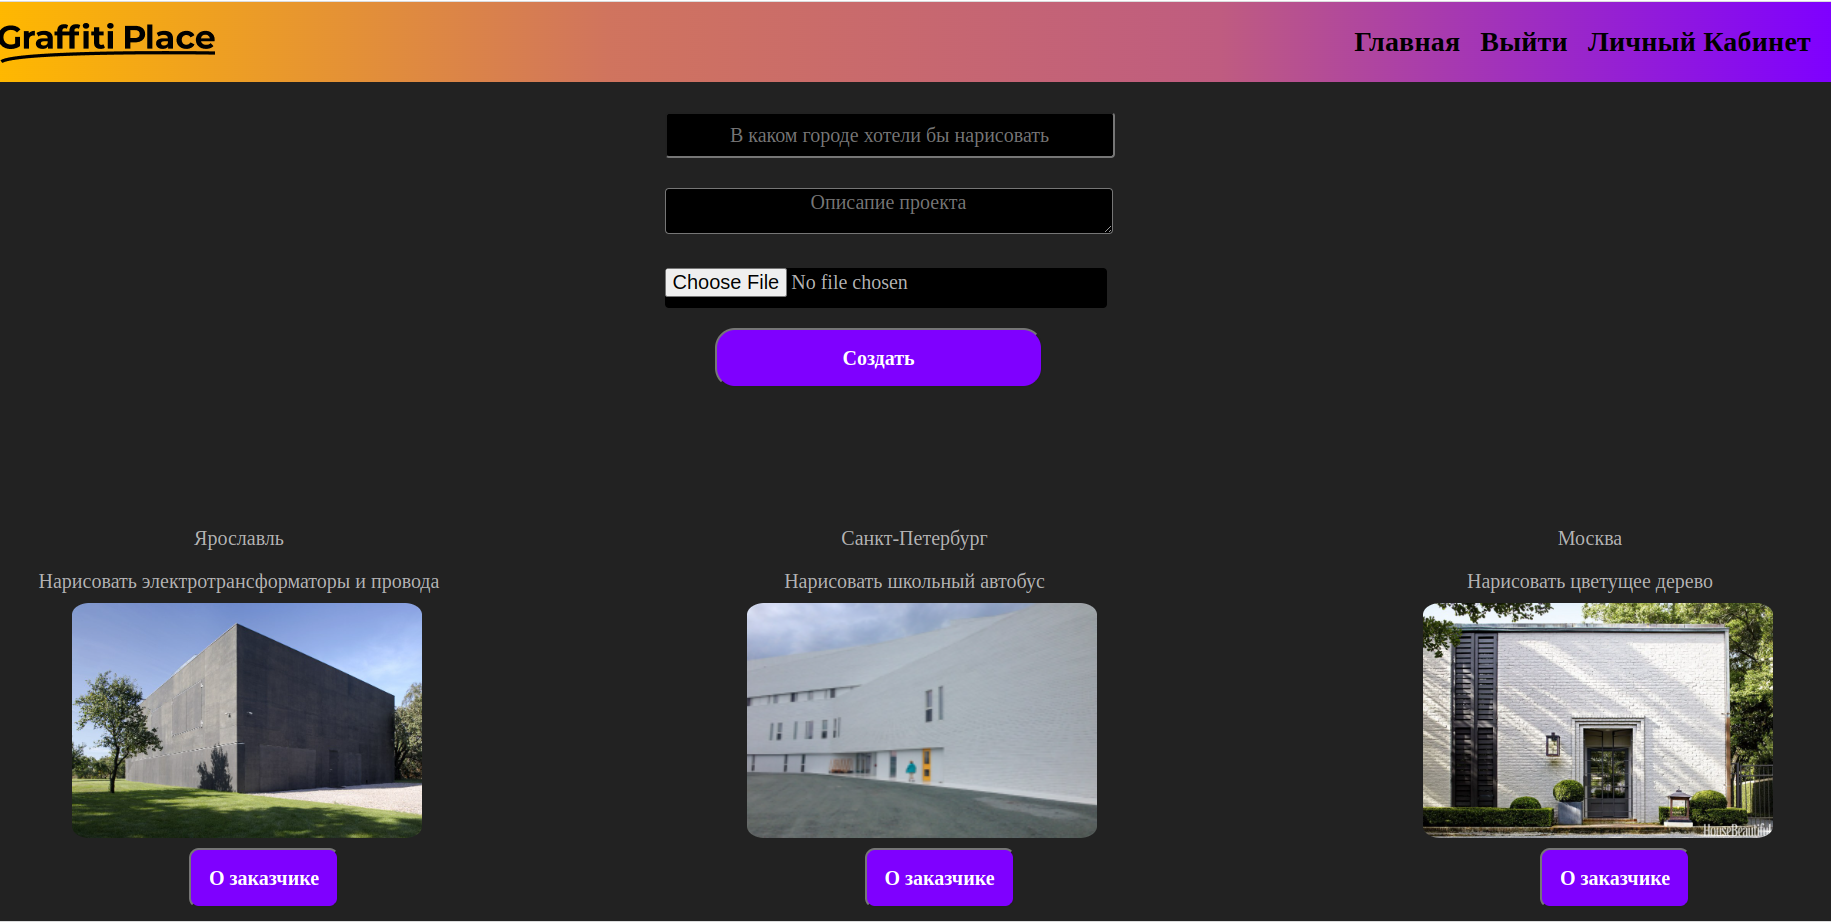 Graffiti Place
Главная Выйти Личный Кабинет
В каком городе хотели бы нарисовать
Описапие проекта
Choose File No file chosen
Создать
Ярославль
Нарисовать электротрансформаторы и провода
О заказчике
Санкт-Петербург
Нарисовать школьный автобус
О заказчике
Москва
Нарисовать цветущее дерево
HouseBeautiful
О заказчике